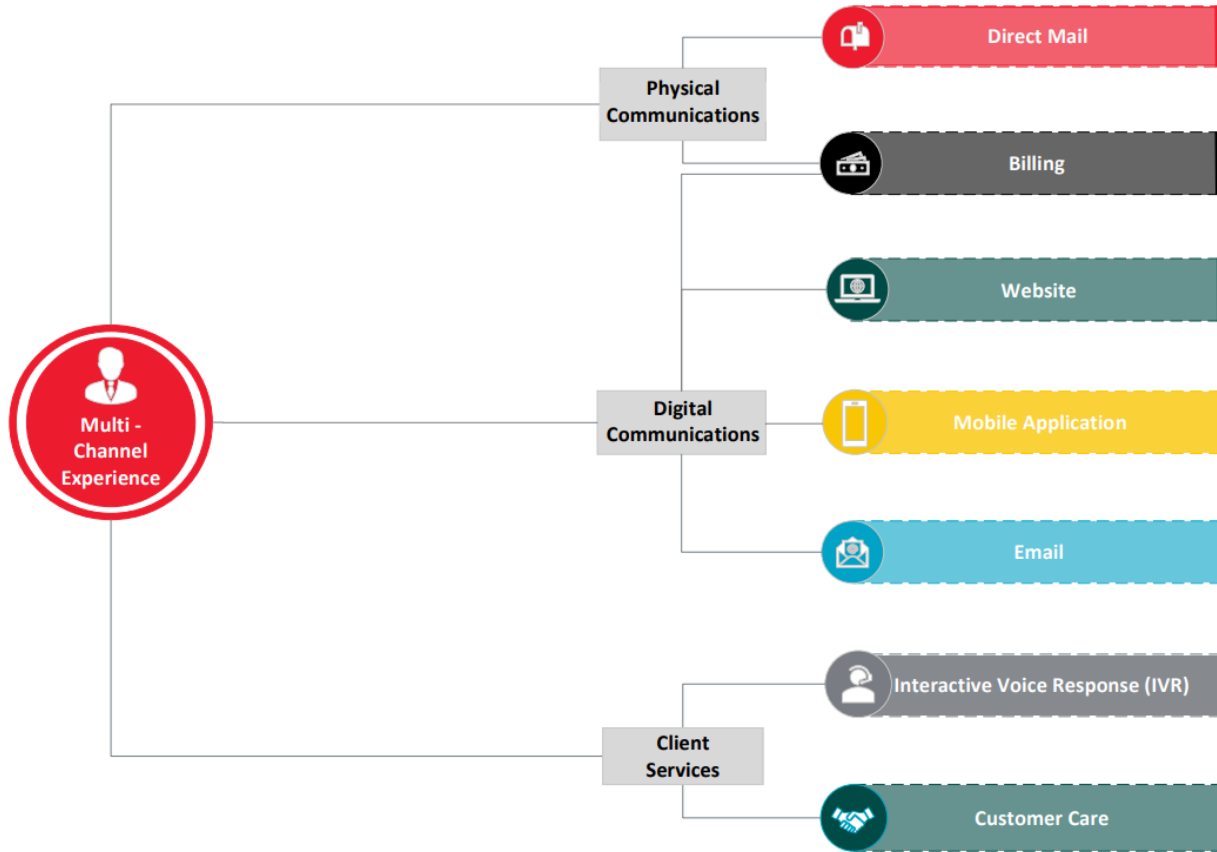 Direct Mail
Physical
Communications
Billing
Website
Multi -
Channel
Experience
Digital
Communications
Mobile Application
Email
Interactive Voice Response (IVR)
Client
Services
Customer Care